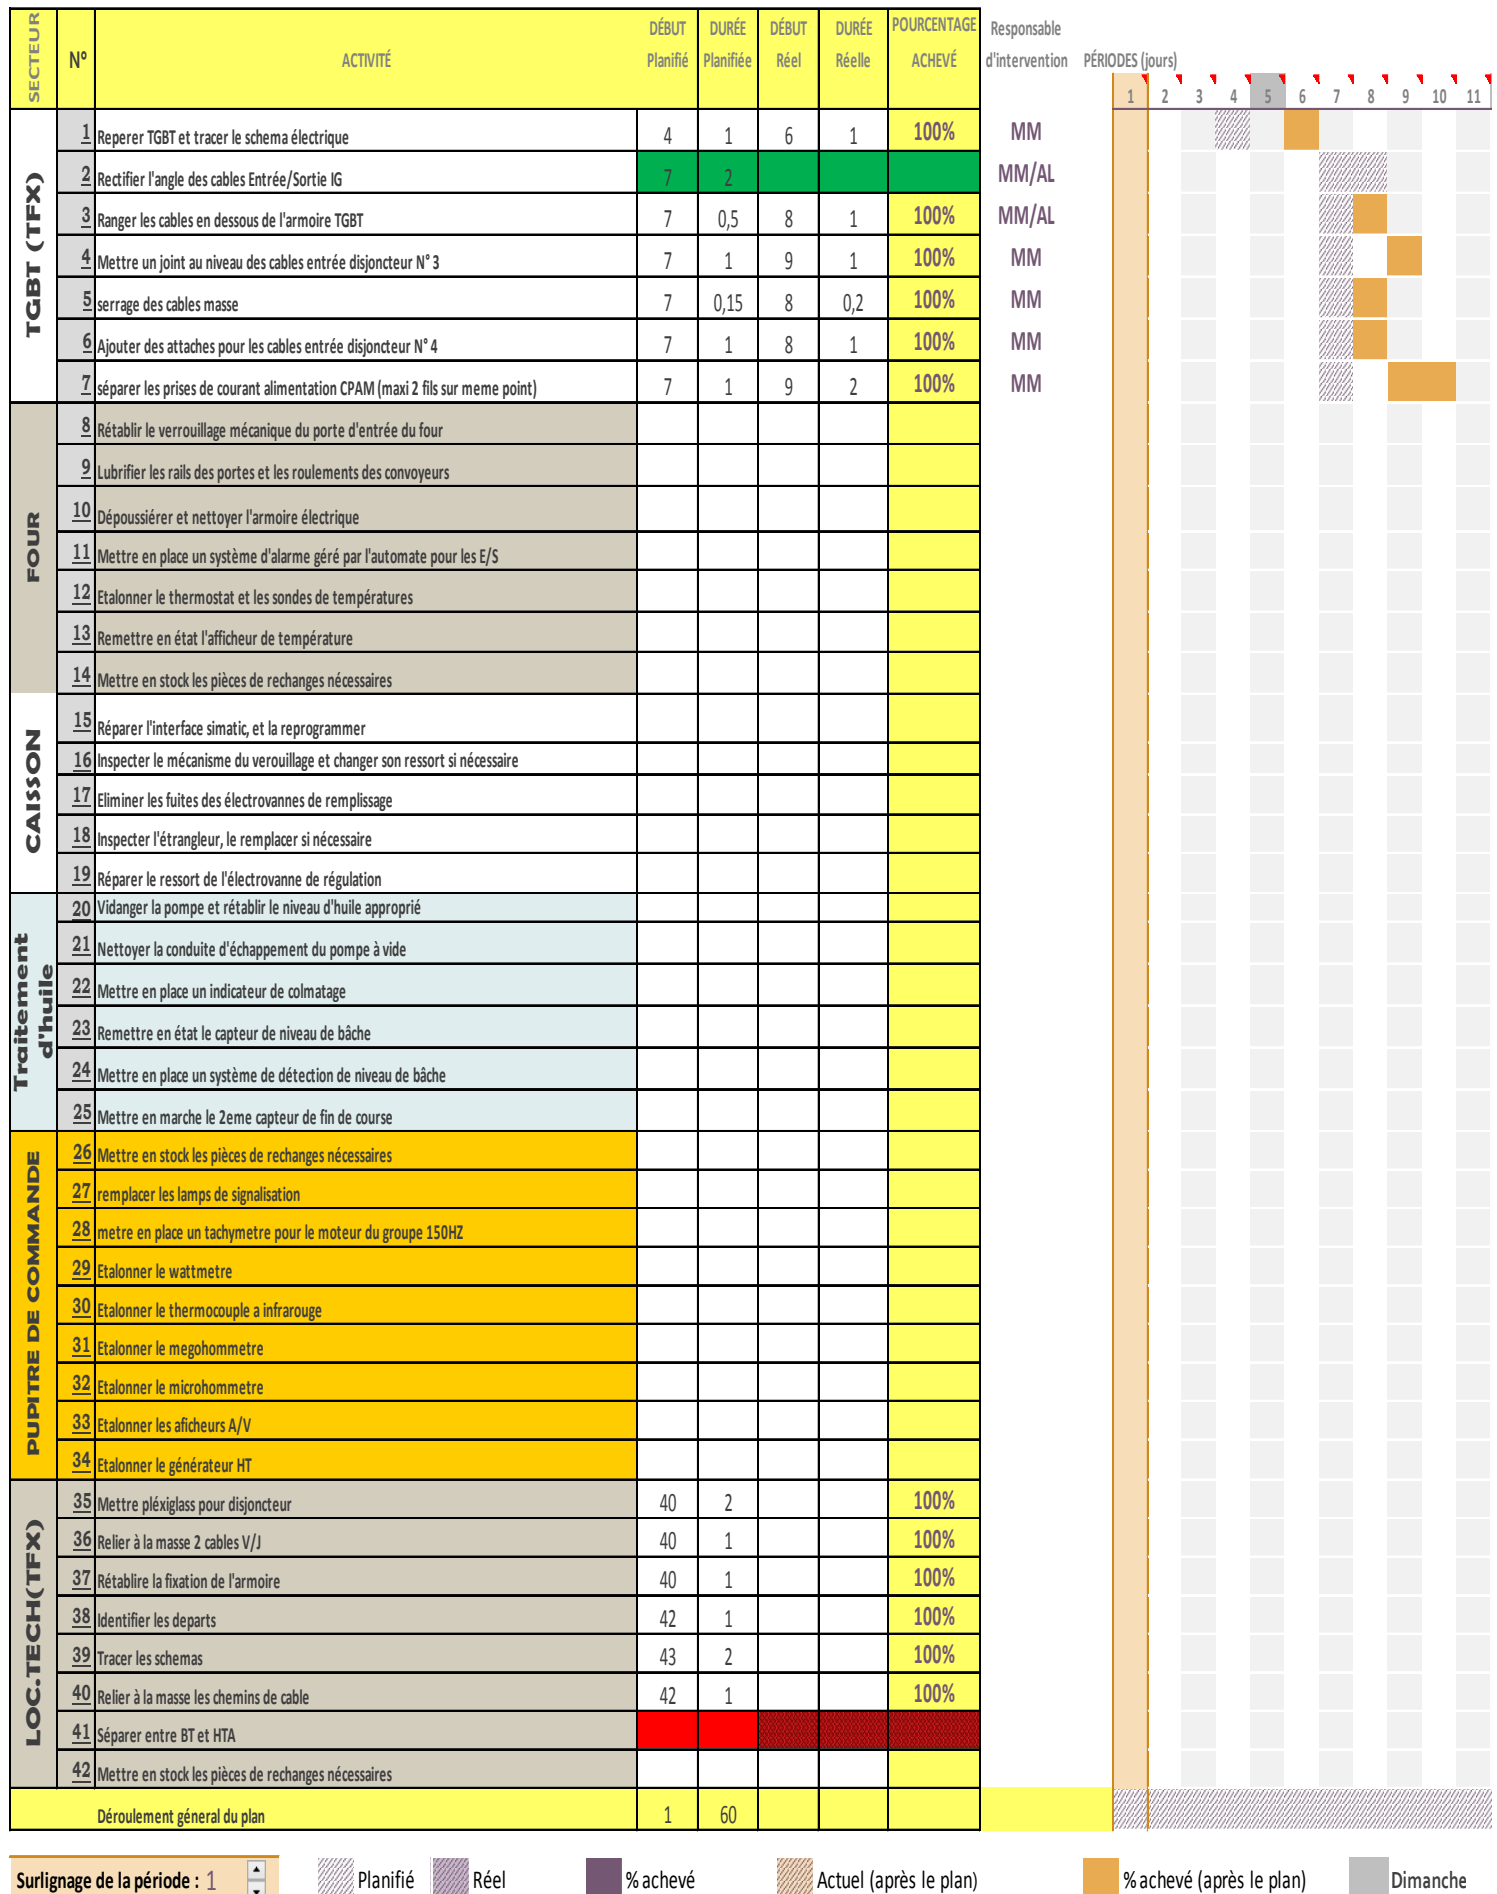 SECTEUR N° ACTIVITÉ DÉBUT Planifié DURÉE Planifiée DÉBUT Réel DURÉE Réelle POURCENTAGE ACHEVÉ Responsable d'intervention PÉRIODES (jours)
1 2 3 4 5 6 7 8 9 10 11
TGBT (TFX)
1 Reperer TGBT et tracer le schema électrique 4 1 6 1 100% MM
2 Rectifier l'angle des cables Entrée/Sortie IG 7 2 MM/AL
3 Ranger les cables en dessous de l'armoire TGBT 7 0,5 8 1 100% MM/AL
4 Mettre un joint au niveau des cables entrée disjoncteur N° 3 7 1 9 1 100% MM
5 serrage des cables masse 7 0,15 8 0,2 100% MM
6 Ajouter des attaches pour les cables entrée disjoncteur N° 4 7 1 8 1 100% MM
7 séparer les prises de courant alimentation CPAM (maxi 2 fils sur meme point) 7 1 9 2 100% MM
FOUR
8 Rétablir le verrouillage mécanique du porte d'entrée du four
9 Lubrifier les rails des portes et les roulements des convoyeurs
10 Dépoussiérer et nettoyer l'armoire électrique
11 Mettre en place un système d'alarme géré par l'automate pour les E/S
12 Etalonner le thermostat et les sondes de températures
13 Remettre en état l'afficheur de température
14 Mettre en stock les pièces de rechanges nécessaires
CAISSON
15 Réparer l'interface simatic, et la reprogrammer
16 Inspecter le mécanisme du verouillage et changer son ressort si nécessaire
17 Eliminer les fuites des électrovannes de remplissage
18 Inspecter l'étrangleur, le remplacer si nécessaire
19 Réparer le ressort de l'électrovanne de régulation
Traitement d'huile
20 Vidanger la pompe et rétablir le niveau d'huile approprié
21 Nettoyer la conduite d'échappement du pompe à vide
22 Mettre en place un indicateur de colmatage
23 Remettre en état le capteur de niveau de bâche
24 Mettre en place un système de détection de niveau de bâche
25 Mettre en marche le 2eme capteur de fin de course
PUPITRE DE COMMANDE
26 Mettre en stock les pièces de rechanges nécessaires
27 remplacer les lamps de signalisation
28 metre en place un tachymetre pour le moteur du groupe 150HZ
29 Etalonner le wattmetre
30 Etalonner le thermocouple a infrarouge
31 Etalonner le megohommetre
32 Etalonner le microhommetre
33 Etalonner les aficheurs A/V
34 Etalonner le générateur HT
LOC.TECH(TFX)
35 Mettre pléxiglass pour disjoncteur 40 2 100%
36 Relier à la masse 2 cables V/J 40 1 100%
37 Rétablire la fixation de l'armoire 40 1 100%
38 Identifier les departs 42 1 100%
39 Tracer les schemas 43 2 100%
40 Relier à la masse les chemins de cable 42 1 100%
41 Séparer entre BT et HTA
42 Mettre en stock les pièces de rechanges nécessaires
Déroulement géneral du plan 1 60
Surlignage de la période : 1 Planifié Réel % achevé Actuel (après le plan) % achevé (après le plan) Dimanche